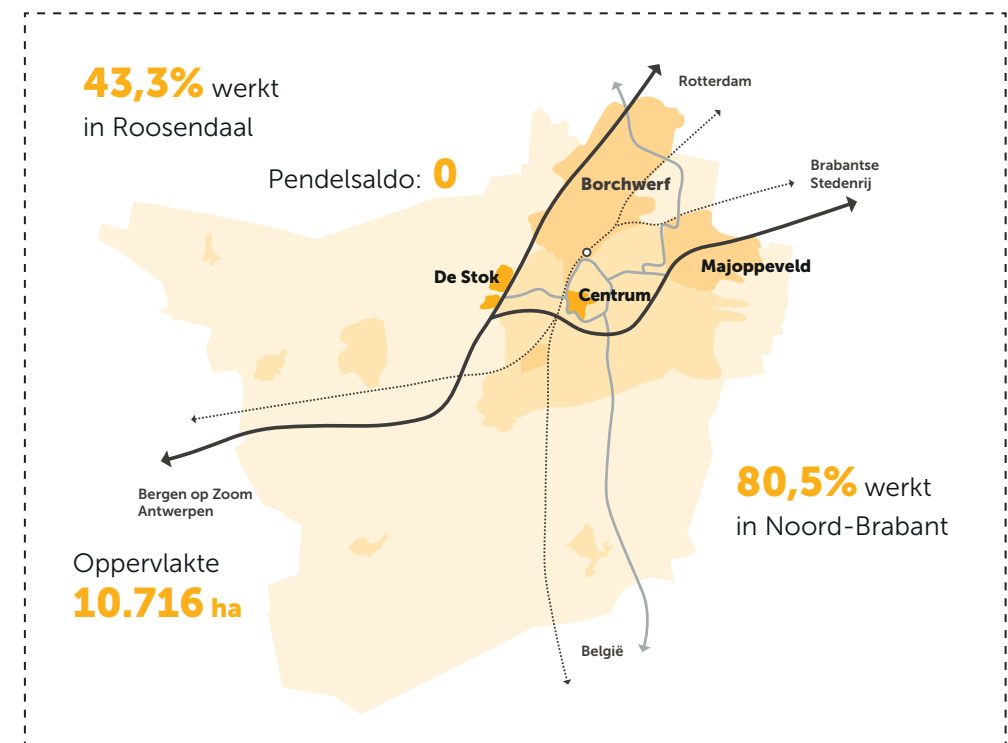 43,3% werkt
in Roosendaal
Pendelsaldo: 0
Rotterdam
Brabantse
Stedenrij
Borchwerf
Majoppeveld
De Stok
Centrum
Bergen op Zoom
Antwerpen
80,5% werkt
in Noord-Brabant
Oppervlakte
10.716 ha
België